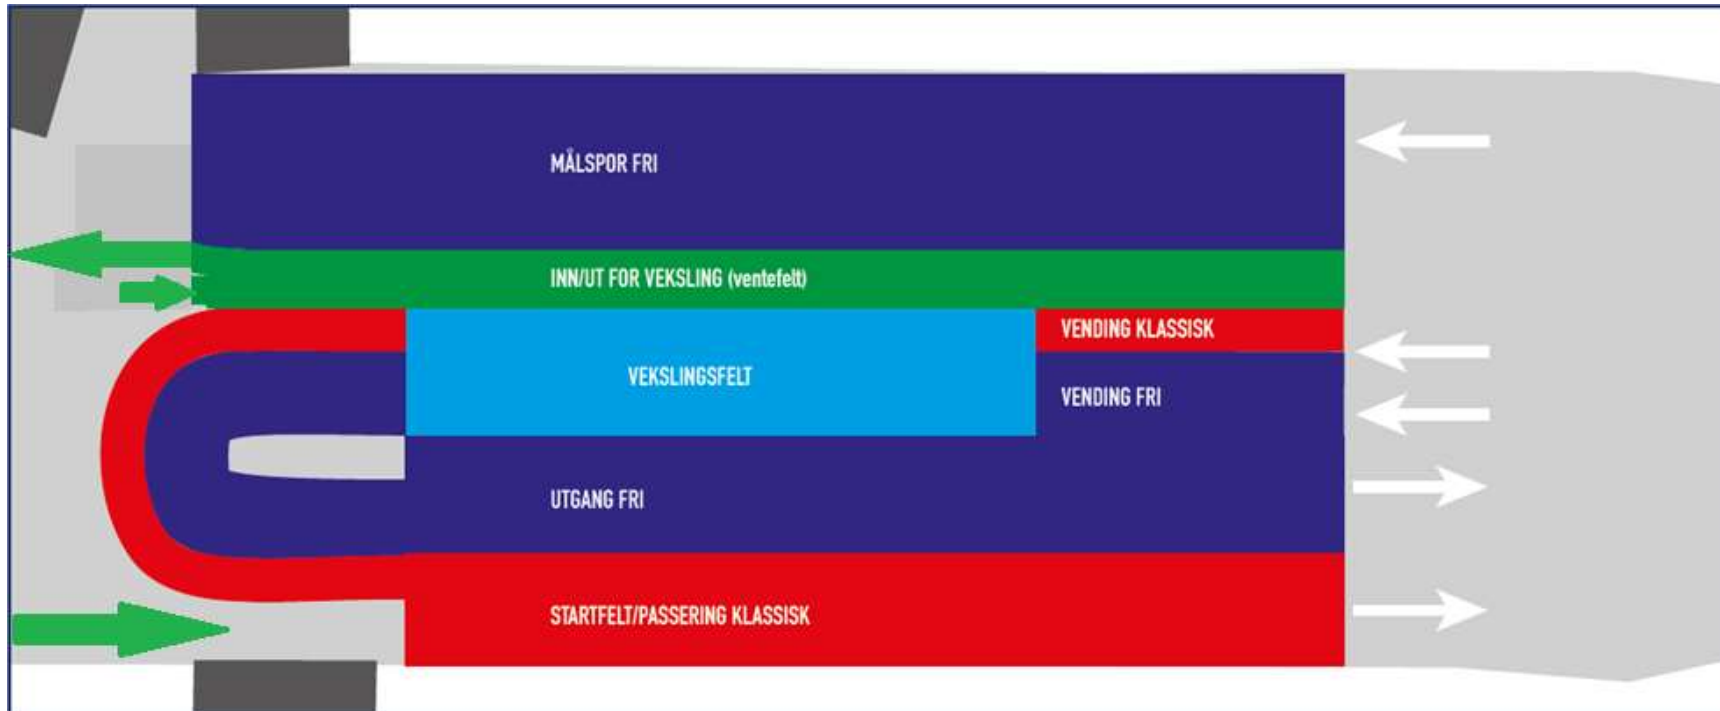 MÅLSPOR FRI
INN/UT FOR VEKSLING (ventefelt)
VENDING KLASSISK
VEKSLINGSFELT
VENDING FRI
UTGANG FRI
STARTFELT/PASSERING KLASSISK